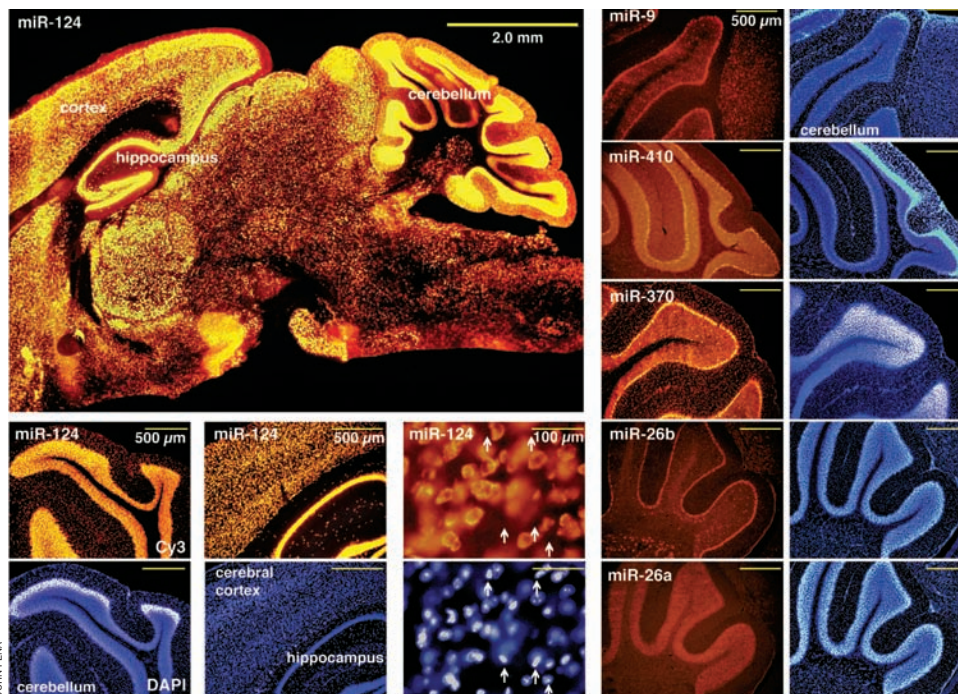 miR-124
2.0 mm
cortex
hippocampus
cerebellum
miR-9
500 µm
cerebellum
miR-410
miR-370
miR-26b
miR-26a
miR-124
500 µm
Cy3
miR-124
500 µm
miR-124
100 µm
cerebellum
DAPI
cerebral
cortex
hippocampus